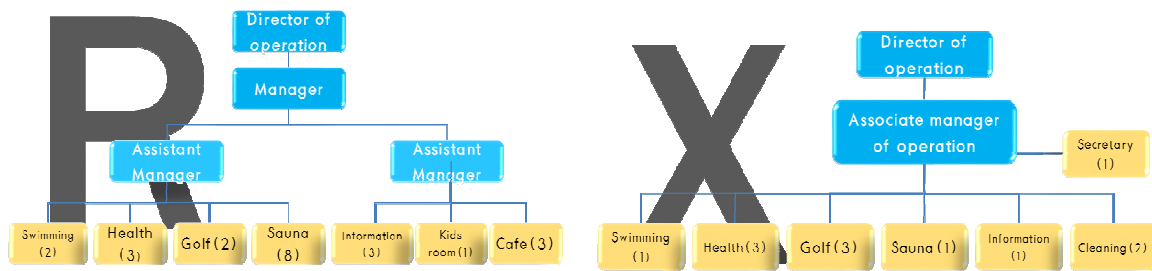 R
Director of
operation
Manager
Assistant
Manager
Assistant
Manager
Swimming
(2)
Health
(3)
Golf(2)
Sauna
(8)
Information
(3)
Kids
room(1)
Cafe(3)
X
Director of
operation
Associate manager
of operation
Secretary
(1)
Swimming
(1)
Health(3)
Golf(3)
Sauna(1)
Information
(1)
Cleaning(7)